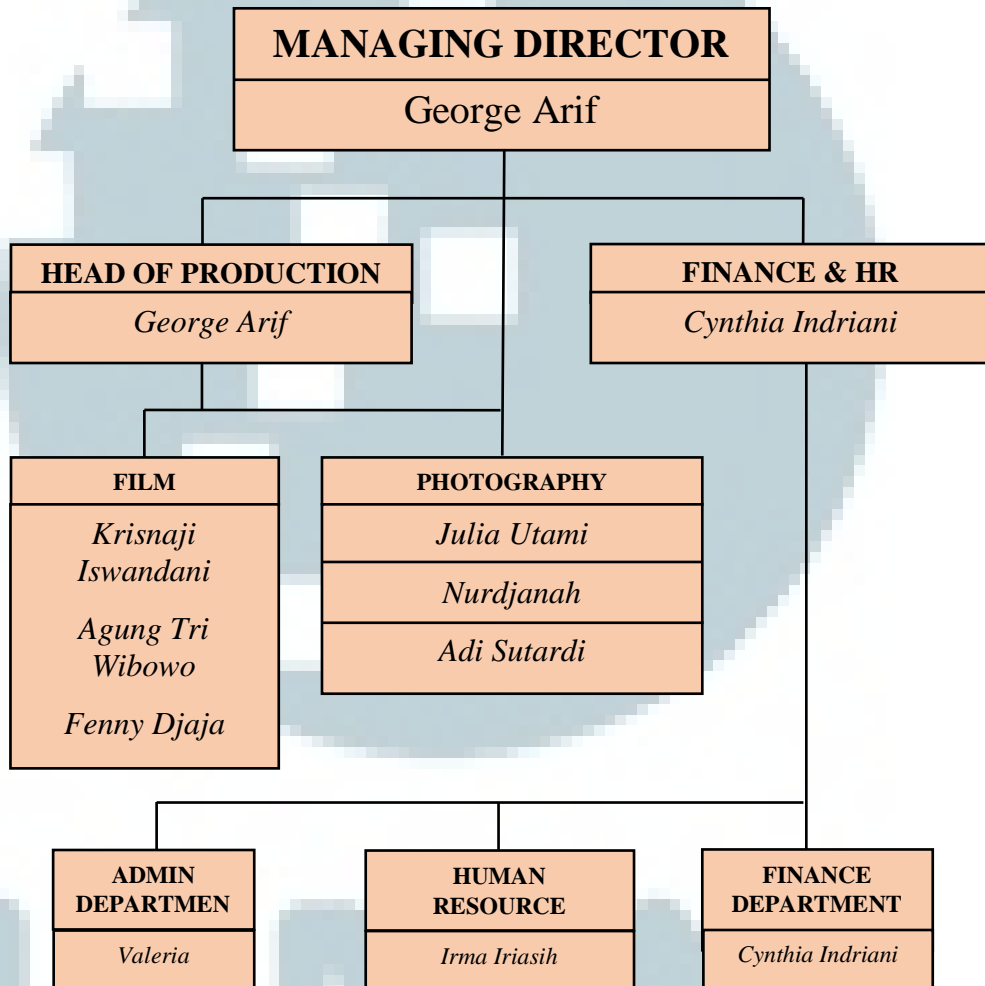 MANAGING DIRECTOR
George Arif
HEAD OF PRODUCTION
George Arif
FINANCE & HR
Cynthia Indriani
FILM
Krisnaji
Iswandani
Agung Tri
Wibowo
Fenny Djaja
PHOTOGRAPHY
Julia Utami
Nurdjanah
Adi Sutardi
ADMIN
DEPARTMEN
Valeria
HUMAN
RESOURCE
Irma Iriasih
FINANCE
DEPARTMENT
Cynthia Indriani